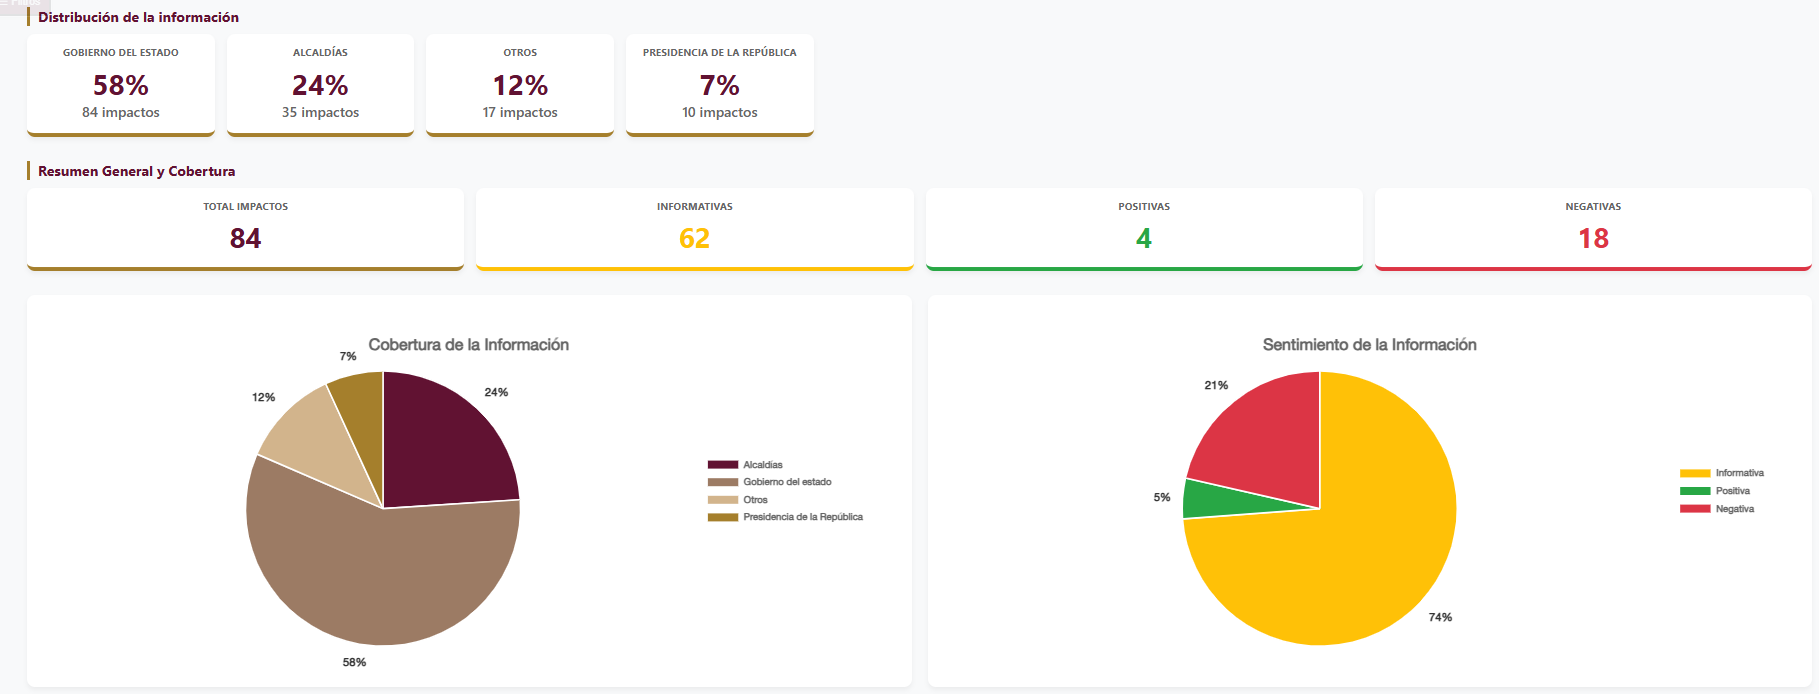 ☰ Filtros
Distribución de la información
GOBIERNO DEL ESTADO
58%
84 impactos
ALCALDÍAS
24%
35 impactos
OTROS
12%
17 impactos
PRESIDENCIA DE LA REPÚBLICA
7%
10 impactos
Resumen General y Cobertura
TOTAL IMPACTOS
84
INFORMATIVAS
62
POSITIVAS
4
NEGATIVAS
18
Cobertura de la Información
7%
24%
12%
58%
Alcaldías
Gobierno del estado
Otros
Presidencia de la República
Sentimiento de la Información
21%
5%
74%
Informativa
Positiva
Negativa